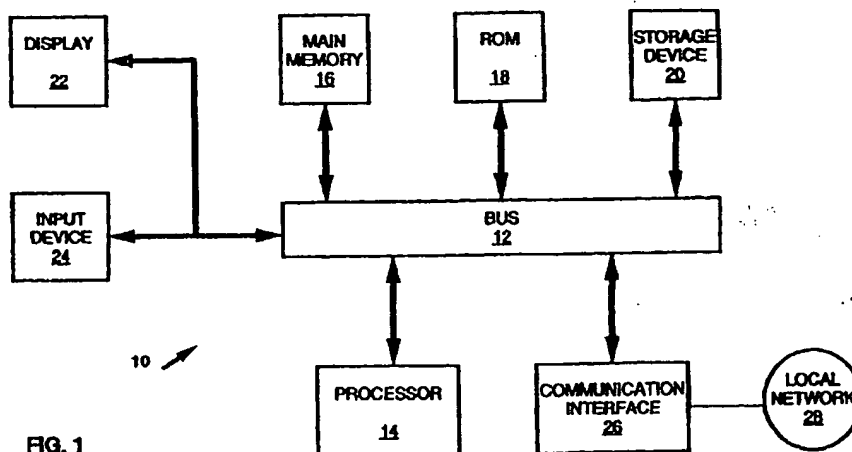 DISPLAY
22
MAIN
MEMORY
16
ROM
18
STORAGE
DEVICE
20
INPUT
DEVICE
24
BUS
12
10
PROCESSOR
14
COMMUNICATION
INTERFACE
26
LOCAL
NETWORK
28
FIG. 1